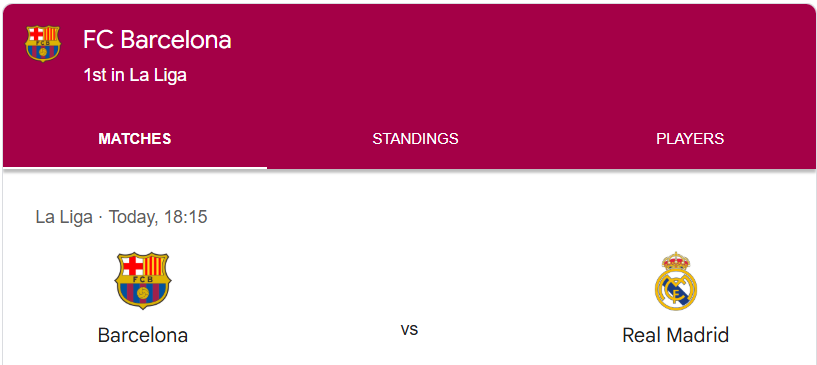 FC Barcelona
1st in La Liga
MATCHES STANDINGS PLAYERS
La Liga · Today, 18:15
FCB
Barcelona vs Real Madrid